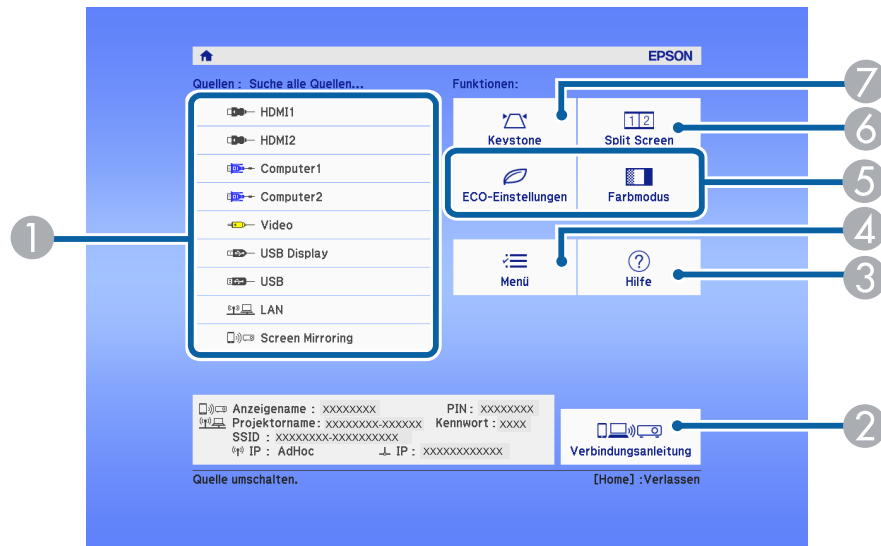 EPSON
Quellen : Suche alle Quellen...
Funktionen:
HDMI1
HDMI2
Computer1
Computer2
Video
USB Display
USB
LAN
Screen Mirroring
Keystone
1 2
Split Screen
ECO-Einstellungen
Farbmodus
Menü
?
Hilfe
Anzeigename : XXXXXXXX PIN : XXXXXXXX
Projektorname : XXXXXXXX-XXXXXX Kennwort : XXXX
SSID : XXXXXXXX-XXXXXXXXXX
IP : AdHoc IP : XXXXXXXXXXXX
Verbindungsanleitung
Quelle umschalten.
[Home] :Verlassen
1
7
6
5
4
3
2